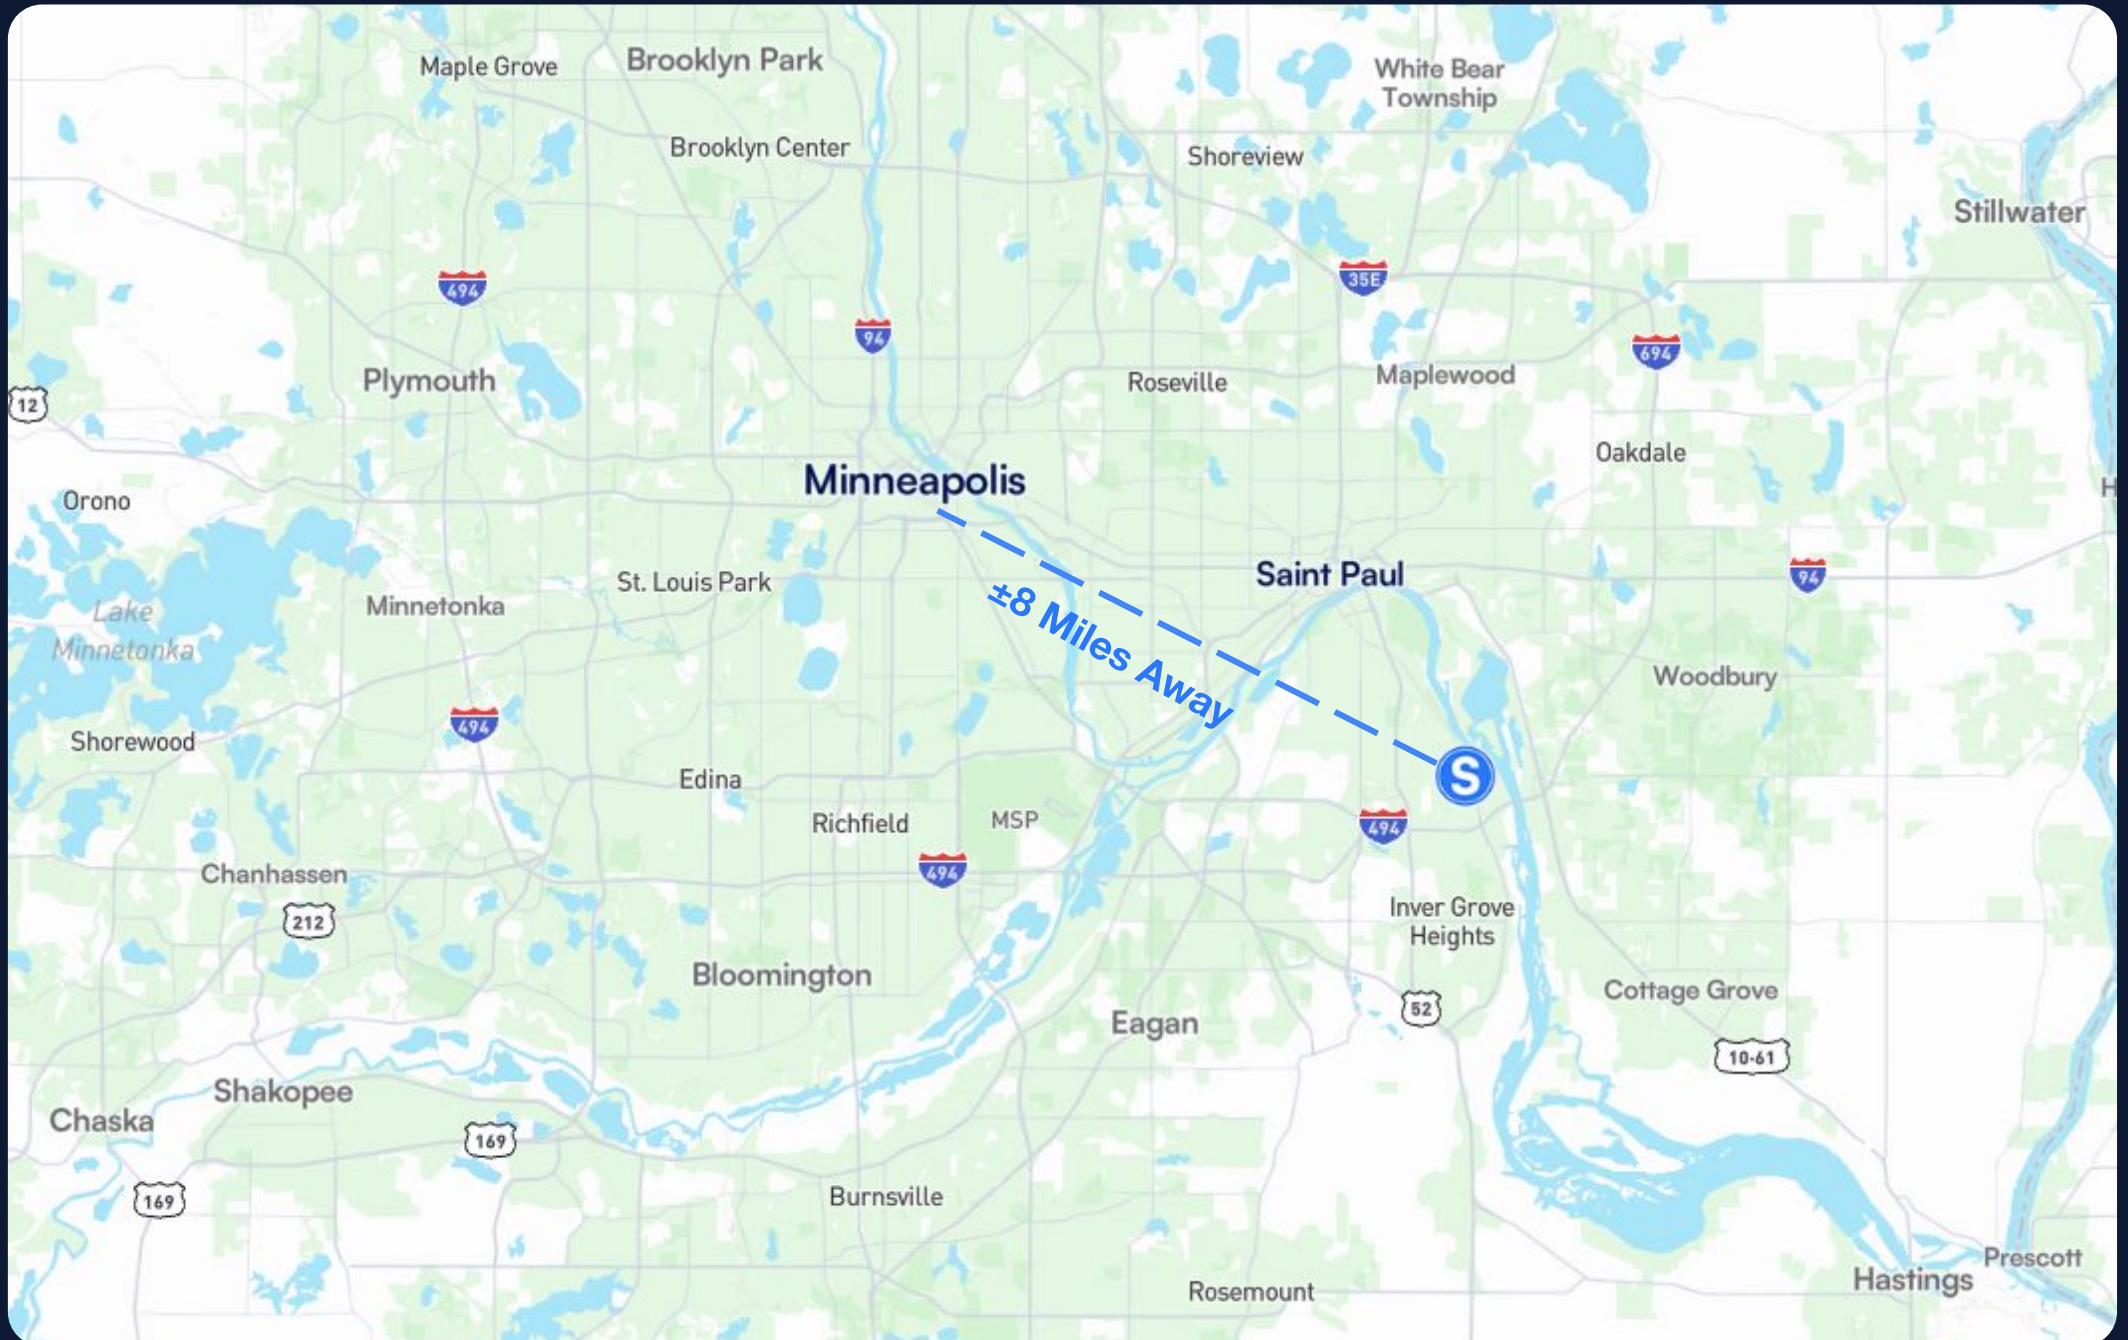 Maple Grove
Brooklyn Park
White Bear
Township
Brooklyn Center
Shoreview
Stillwater
494
35E
94
694
Plymouth
Roseville
Maplewood
12
Oakdale
Minneapolis
H
Orono
Saint Paul
94
St. Louis Park
Minnetonka
Lake
Minnetonka
±8 Miles Away
Woodbury
494
Shorewood
Edina
S
Richfield
MSP
494
494
Chanhassen
212
Inver Grove
Heights
Bloomington
Cottage Grove
52
Eagan
10-61
Shakopee
Chaska
169
169
Burnsville
Prescott
Hastings
Rosemount